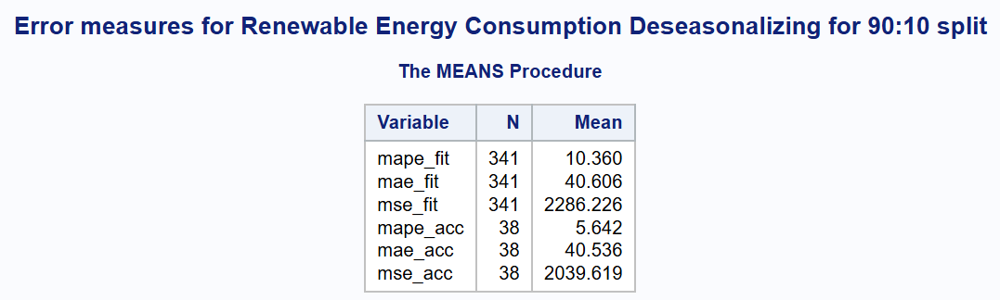 Error measures for Renewable Energy Consumption Deseasonalizing for 90:10 split
The MEANS Procedure
Variable N Mean
mape_fit 341 10.360
mae_fit 341 40.606
mse_fit 341 2286.226
mape_acc 38 5.642
mae_acc 38 40.536
mse_acc 38 2039.619